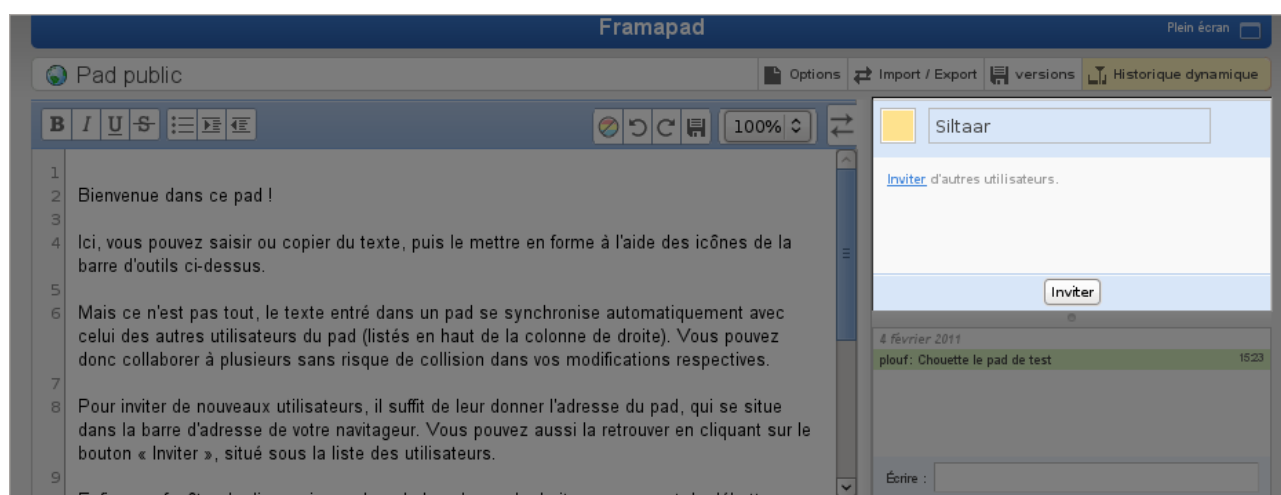 Framapad
Plein écran
Pad public
Options
Import / Export
versions
Historique dynamique
B I U S
100%
Siltaar
Inviter d'autres utilisateurs.
Inviter
1
2 Bienvenue dans ce pad !
3
4 Ici, vous pouvez saisir ou copier du texte, puis le mettre en forme à l'aide des icônes de la
barre d'outils ci-dessus.
5
6 Mais ce n'est pas tout, le texte entré dans un pad se synchronise automatiquement avec
celui des autres utilisateurs du pad (listés en haut de la colonne de droite). Vous pouvez
donc collaborer à plusieurs sans risque de collision dans vos modifications respectives.
7
8 Pour inviter de nouveaux utilisateurs, il suffit de leur donner l'adresse du pad, qui se situe
dans la barre d'adresse de votre navitageur. Vous pouvez aussi la retrouver en cliquant sur le
bouton « Inviter », situé sous la liste des utilisateurs.
9
4 février 2011
plouf: Chouette le pad de test 15:23
Écrire :